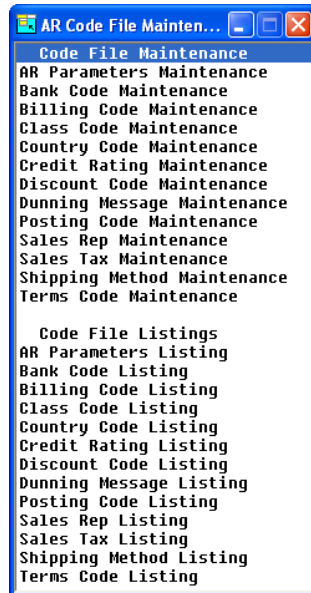 AR Code File Mainten...
Code File Maintenance
AR Parameters Maintenance
Bank Code Maintenance
Billing Code Maintenance
Class Code Maintenance
Country Code Maintenance
Credit Rating Maintenance
Discount Code Maintenance
Dunning Message Maintenance
Posting Code Maintenance
Sales Rep Maintenance
Sales Tax Maintenance
Shipping Method Maintenance
Terms Code Maintenance
Code File Listings
AR Parameters Listing
Bank Code Listing
Billing Code Listing
Class Code Listing
Country Code Listing
Credit Rating Listing
Discount Code Listing
Dunning Message Listing
Posting Code Listing
Sales Rep Listing
Sales Tax Listing
Shipping Method Listing
Terms Code Listing